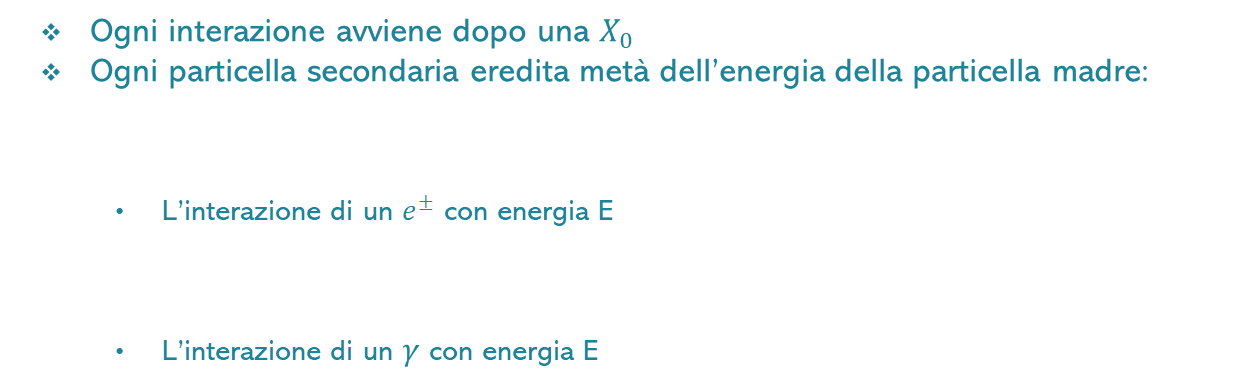 ❖ Ogni interazione avviene dopo una X₀
❖ Ogni particella secondaria eredita metà dell’energia della particella madre:
• L’interazione di un e± con energia E
• L’interazione di un γ con energia E